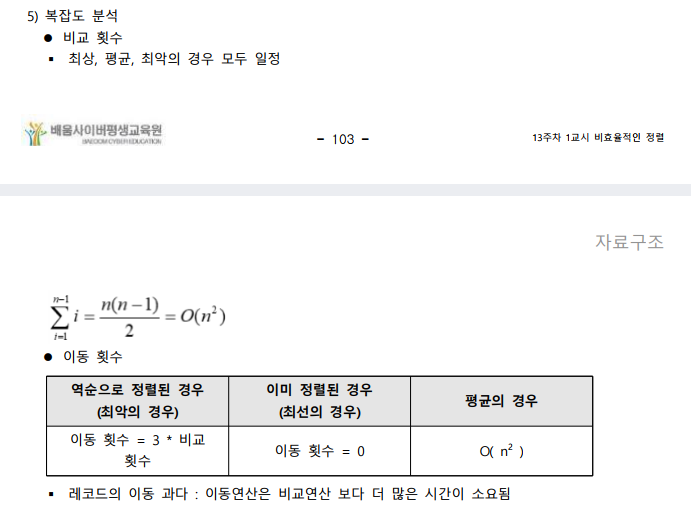 5) 복잡도 분석
● 비교 횟수
▪ 최상, 평균, 최악의 경우 모두 일정
배움사이버평생교육원
BAEOOM CYBER EDUCATION
- 103 -
13주차 1교시 비효율적인 정렬
자료구조
\sum_{i=1}^{n-1} i = \frac{n(n-1)}{2} = O(n^2)
● 이동 횟수
역순으로 정렬된 경우
(최악의 경우)
이미 정렬된 경우
(최선의 경우)
평균의 경우
이동 횟수 = 3 * 비교
횟수
이동 횟수 = 0
O( n² )
▪ 레코드의 이동 과다 : 이동연산은 비교연산 보다 더 많은 시간이 소요됨